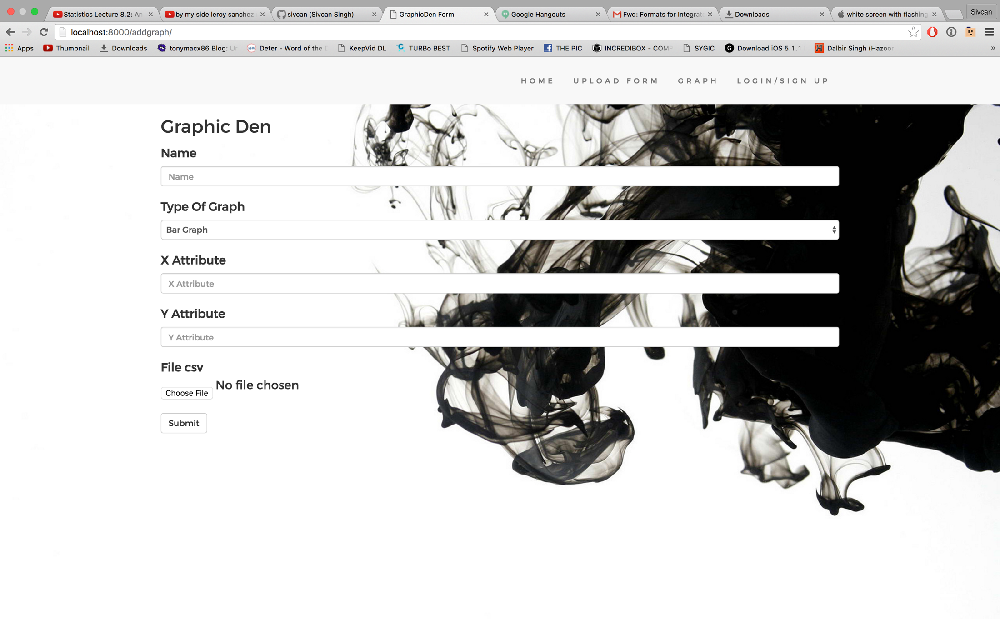 Statistics Lecture 8.2: An
by my side leroy sanchez
sivcan (Sivcan Singh)
GraphicDen Form
Google Hangouts
Fwd: Formats for Integrat
Downloads
white screen with flashing
Sivcan
localhost:8000/addgraph/
Apps
Thumbnail
Downloads
tonymacx86 Blog: Un
Deter - Word of the D
KeepVid DL
TURBo BEST
Spotify Web Player
THE PIC
INCREDIBOX - COMP
SYGIC
Download iOS 5.1.1
Dalbir Singh (Hazoor
»
HOME
UPLOAD FORM
GRAPH
LOGIN/SIGN UP
Graphic Den
Name
Name
Type Of Graph
Bar Graph
X Attribute
X Attribute
Y Attribute
Y Attribute
File csv
Choose File No file chosen
Submit